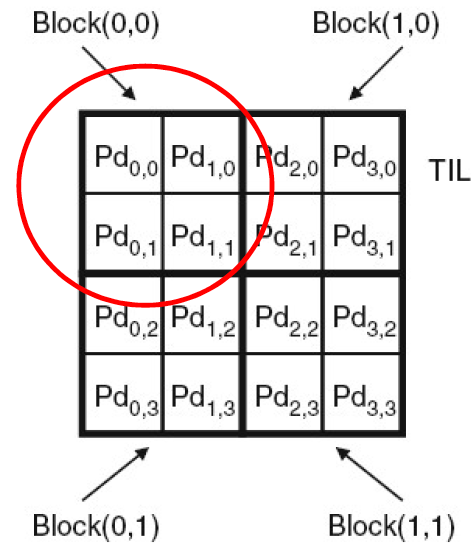 Block(0,0) Block(1,0)
Pd0,0 Pd1,0 Pd2,0 Pd3,0 TIL
Pd0,1 Pd1,1 Pd2,1 Pd3,1
Pd0,2 Pd1,2 Pd2,2 Pd3,2
Pd0,3 Pd1,3 Pd2,3 Pd3,3
Block(0,1) Block(1,1)